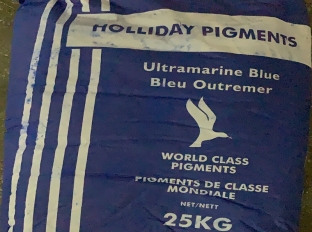 HOLLIDAY PIGMENTS
Ultramarine Blue
Bleu Outremer
WORLD CLASS
PIGMENTS
PIGMENTS DE CLASSE
MONDIALE
NET/NETT
25KG